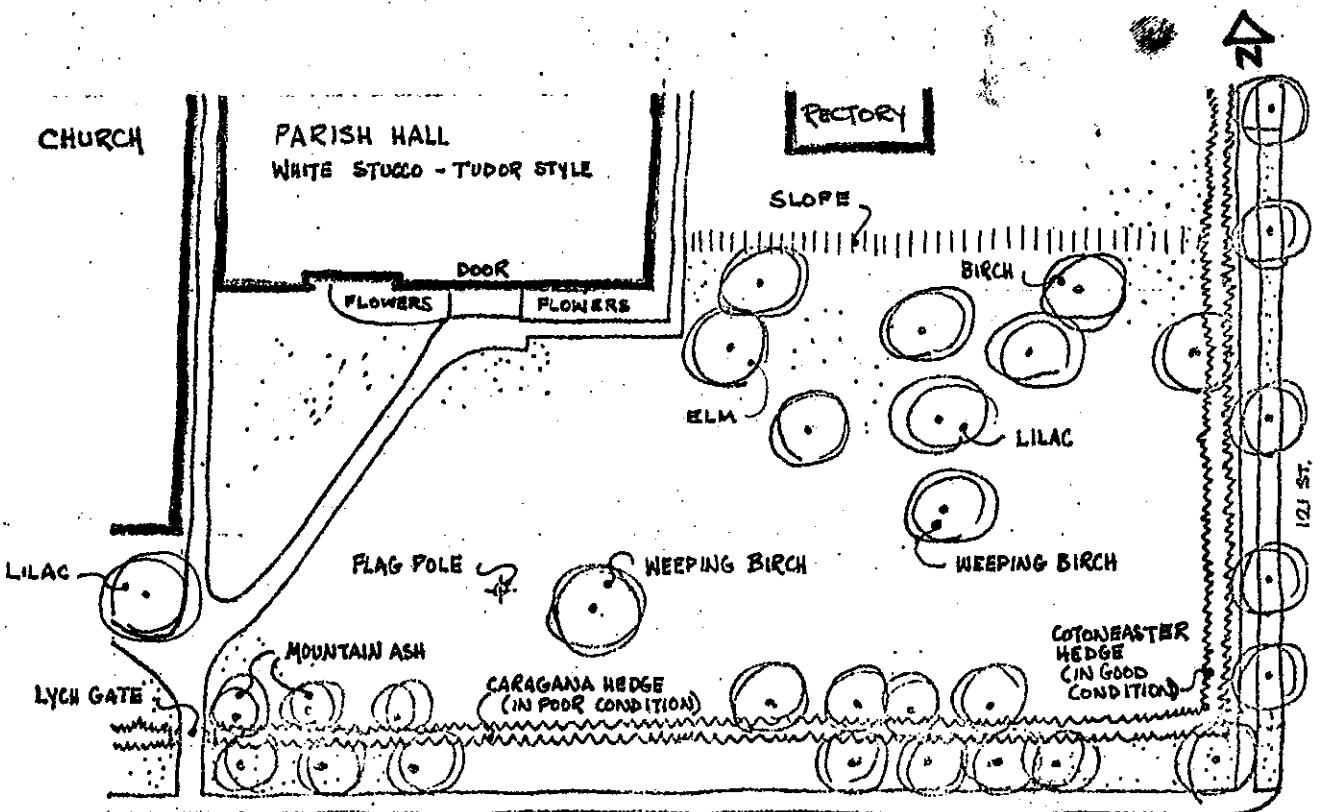 N
CHURCH
PARISH HALL
WHITE STUCCO - TUDOR STYLE
RECTORY
SLOPE
DOOR
BIRCH
FLOWERS
FLOWERS
ELM
LILAC
121 ST.
FLAG POLE
WEEPING BIRCH
WEEPING BIRCH
LILAC
MOUNTAIN ASH
COTONEASTER
HEDGE
(IN GOOD
CONDITION)
LYCH GATE
CARAGANA HEDGE
(IN POOR CONDITION)